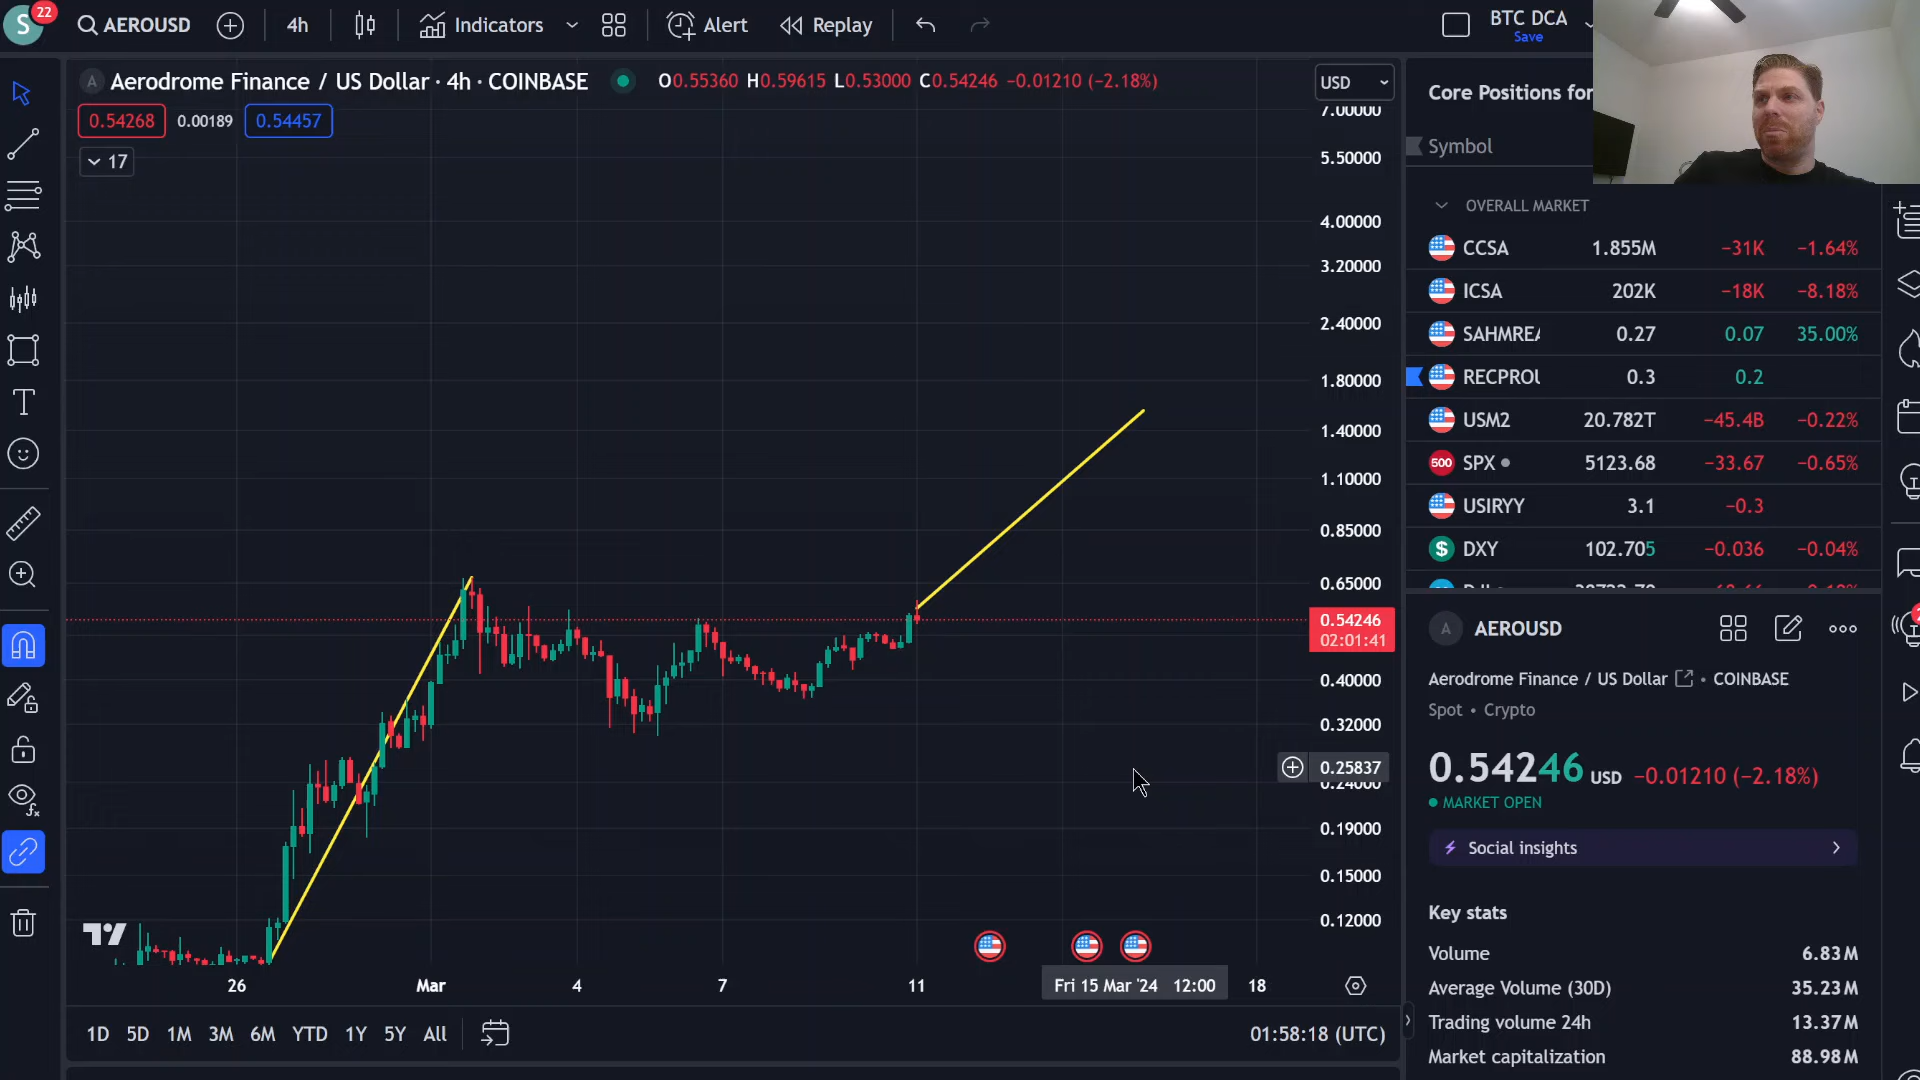 S
22
AEROUSD
4h
Indicators
Alert
Replay
BTC DCA
Save
A Aerodrome Finance / US Dollar · 4h · COINBASE
O0.55360 H0.59615 L0.53000 C0.54246 −0.01210 (−2.18%)
0.54268 0.00189 0.54457
17
USD
7.00000
5.50000
4.00000
3.20000
2.40000
1.80000
1.40000
1.10000
0.85000
0.65000
0.54246
02:01:41
0.40000
0.32000
0.25837
0.24000
0.19000
0.15000
0.12000
26 Mar 4 7 11 Fri 15 Mar '24 12:00 18
1D 5D 1M 3M 6M YTD 1Y 5Y All
01:58:18 (UTC)
Core Positions for
Symbol
OVERALL MARKET
CCSA 1.855M −31K −1.64%
ICSA 202K −18K −8.18%
SAHMREA 0.27 0.07 35.00%
RECPROU 0.3 0.2
USM2 20.782T −45.4B −0.22%
500 SPX 5123.68 −33.67 −0.65%
USIRYY 3.1 −0.3
$ DXY 102.705 −0.036 −0.04%
A AEROUSD
Aerodrome Finance / US Dollar • COINBASE
Spot • Crypto
0.54246 USD −0.01210 (−2.18%)
MARKET OPEN
Social insights
Key stats
Volume 6.83M
Average Volume (30D) 35.23M
Trading volume 24h 13.37M
Market capitalization 88.98M